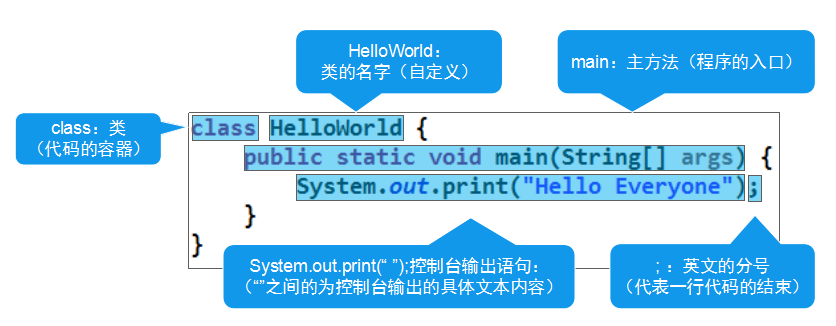 HelloWorld：
类的名字（自定义）
main：主方法（程序的入口）
class：类
（代码的容器）
class HelloWorld {
public static void main(String[] args) {
System.out.print("Hello Everyone");
}
}
System.out.print(“ ”);控制台输出语句：
（“”之间的为控制台输出的具体文本内容）
; ：英文的分号
（代表一行代码的结束）